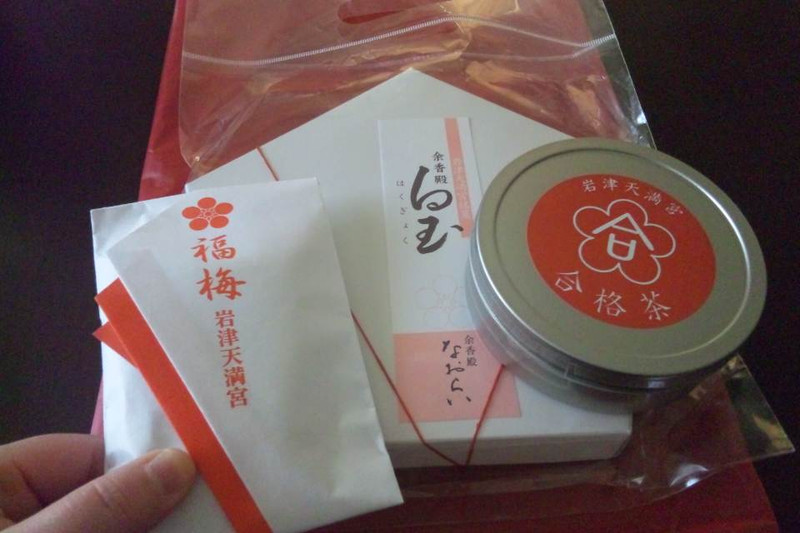 福梅
岩津天満宮
余香殿
白玉
はくぎょく
余香殿
なおらい
岩津天満宮
合
合格茶